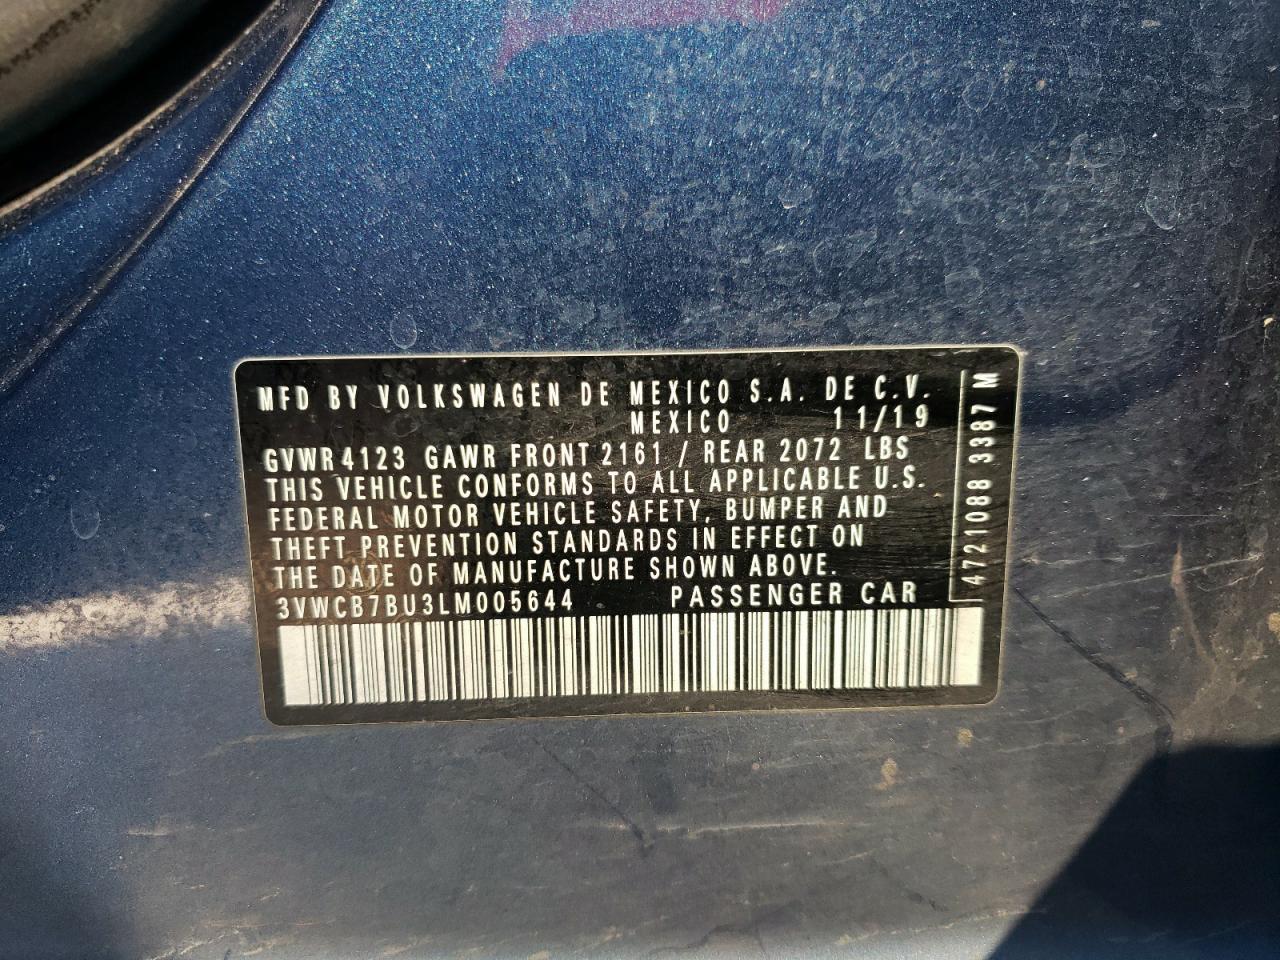 MFD BY VOLKSWAGEN DE MEXICO S.A. DE C.V.
MEXICO 11/19
GVWR 4123 GAWR FRONT 2161 / REAR 2072 LBS
THIS VEHICLE CONFORMS TO ALL APPLICABLE U.S.
FEDERAL MOTOR VEHICLE SAFETY, BUMPER AND
THEFT PREVENTION STANDARDS IN EFFECT ON
THE DATE OF MANUFACTURE SHOWN ABOVE.
3VWCB7BU3LM005644 PASSENGER CAR
4721088 3387 M